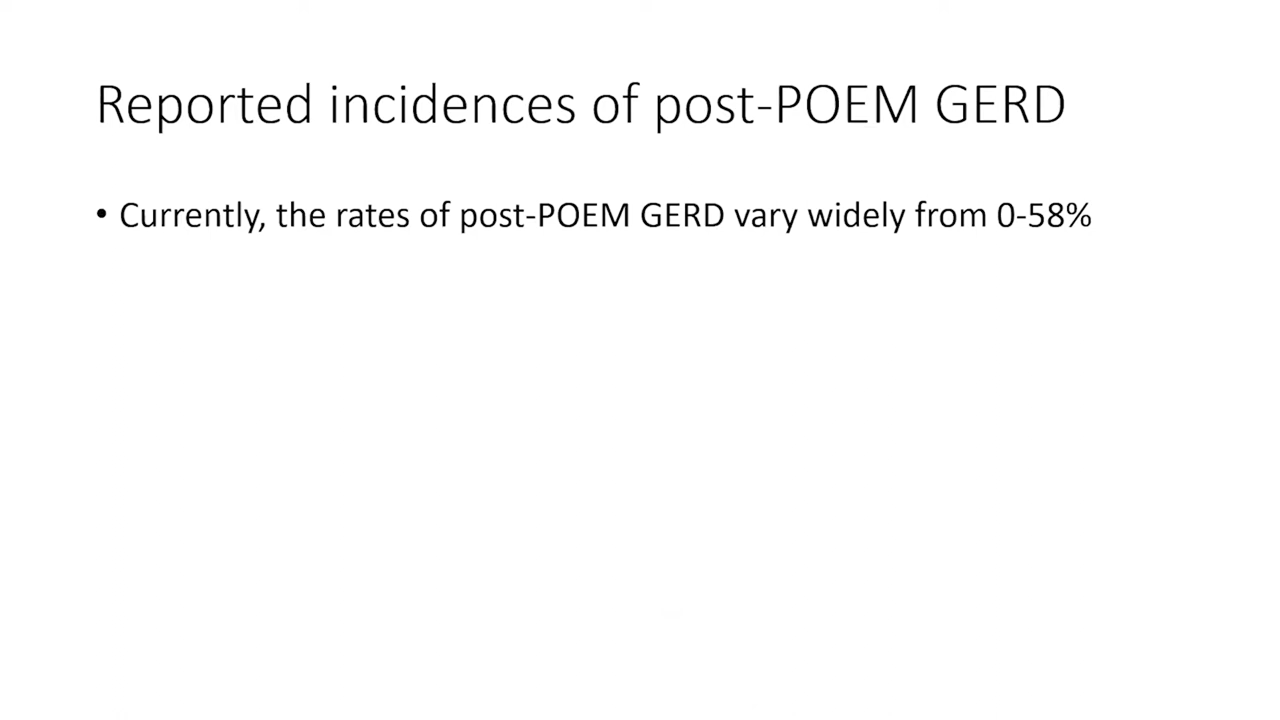 Reported incidences of post-POEM GERD
• Currently, the rates of post-POEM GERD vary widely from 0-58%